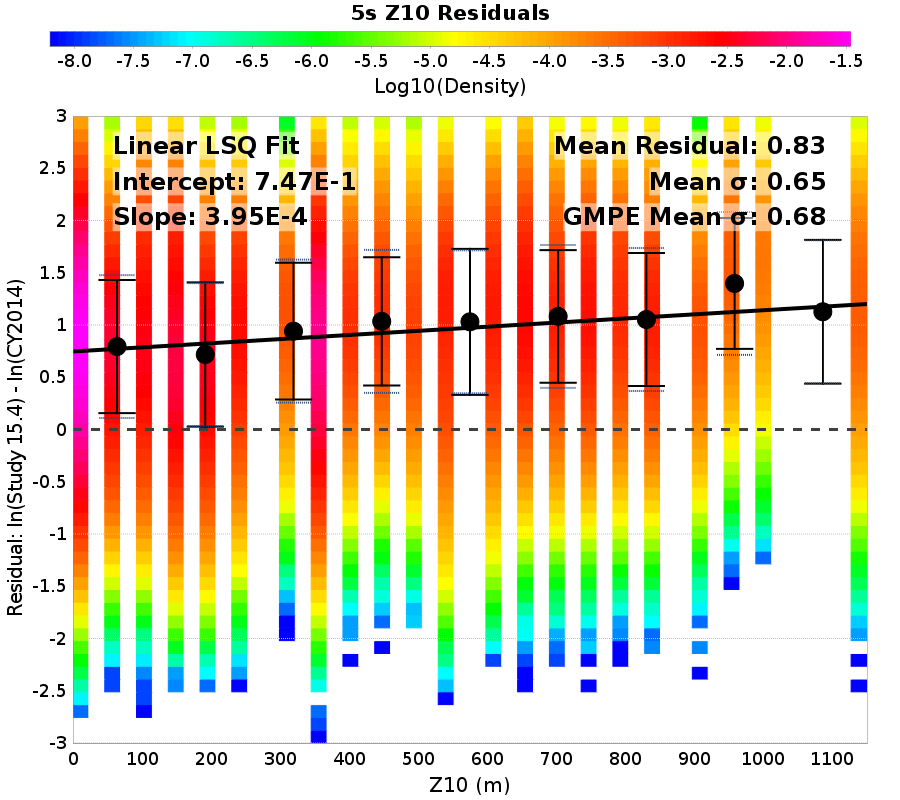 5s Z10 Residuals
-8.0 -7.5 -7.0 -6.5 -6.0 -5.5 -5.0 -4.5 -4.0 -3.5 -3.0 -2.5 -2.0 -1.5
Log10(Density)
Linear LSQ Fit
Intercept: 7.47E-1
Slope: 3.95E-4
Mean Residual: 0.83
Mean σ: 0.65
GMPE Mean σ: 0.68
Residual: ln(Study 15.4) - ln(CY2014)
3
2.5
2
1.5
1
0.5
0
-0.5
-1
-1.5
-2
-2.5
-3
0 100 200 300 400 500 600 700 800 900 1000 1100
Z10 (m)